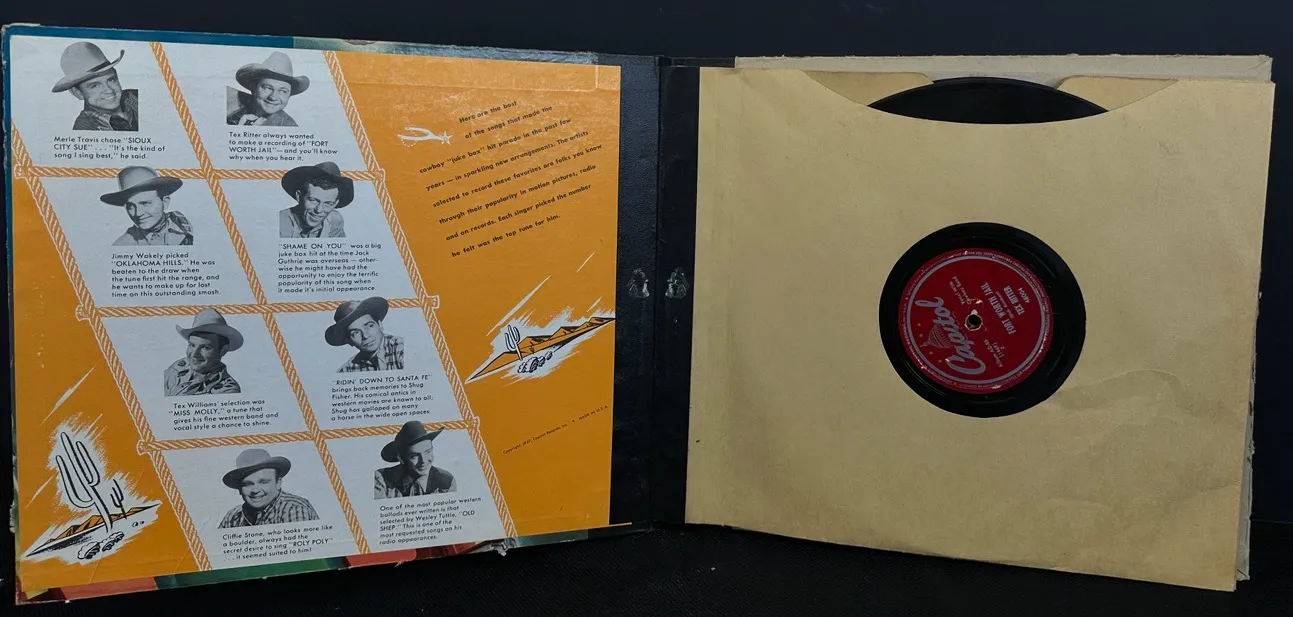 Merle Travis chose "SIOUX
CITY SUE" . . . "It's the kind of
song I sing best," he said.
Tex Ritter always wanted
to make a recording of "FORT
WORTH JAIL"—and you'll know
why when you hear it.
Jimmy Wakely picked
"OKLAHOMA HILLS." He was
beaten to the draw when
the tune first hit the range, and
he wants to make up for lost
time on this outstanding smash.
"SHAME ON YOU" was a big
juke box hit at the time Jack
Guthrie was overseas — other-
wise he might have had the
opportunity to enjoy the terrific
popularity of this song when
it made it's initial appearance.
Tex Williams' selection was
"MISS MOLLY," a tune that
gives his fine western band and
vocal style a chance to shine.
"RIDIN' DOWN TO SANTA FE"
brings back memories to Shug
Fisher. His comical antics in
western movies are known to all;
Shug has galloped on many
a horse in the wide open spaces.
Cliffie Stone, who looks more like
a boulder, always had the
secret desire to sing "ROLY POLY"
. . . it seemed suited to him!
One of the most popular western
ballads ever written is that
selected by Wesley Tuttle, "OLD
SHEP." This is one of the
most requested songs on his
radio appearances.
Here are the best
of the songs that made the
cowboy "juke box" hit parade in the past few
years — in sparkling new arrangements. The artists
selected to record these favorites are folks you know
through their popularity in motion pictures, radio
and on records. Each singer picked the number
he felt was the top tune for him.
Copyright, 1947, Capitol Records, Inc. • MADE IN U.S.A.
Capitol
FORT WORTH JAIL
TEX RITTER